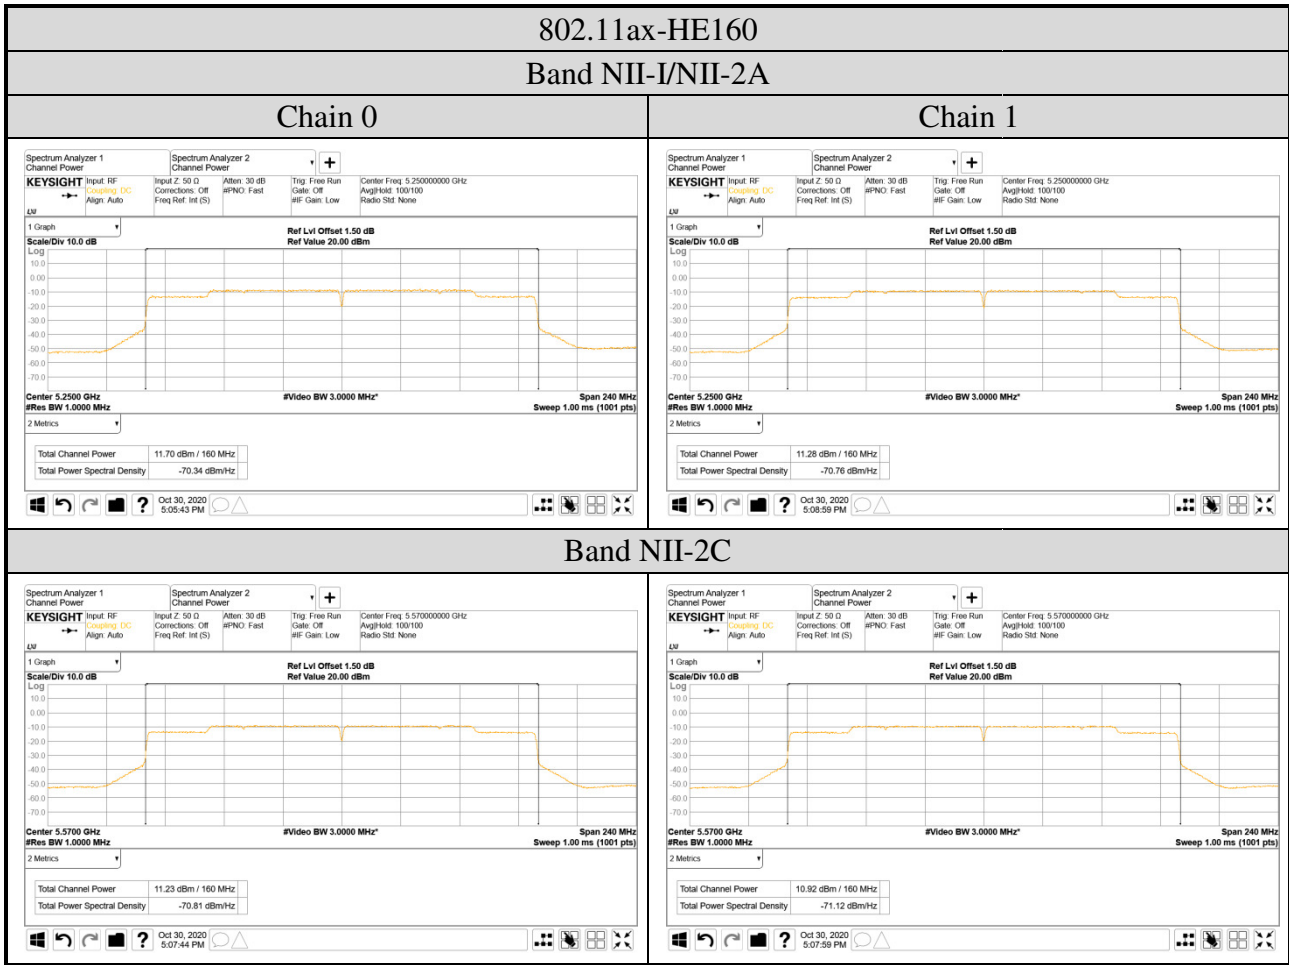 802.11ax-HE160
Band NII-I/NII-2A
Chain 0
Chain 1
Spectrum Analyzer 1
Channel Power
Spectrum Analyzer 2
Channel Power
KEYSIGHT
Input: RF
Coupling: DC
Align: Auto
Input Z: 50 Ω
Corrections: Off
Freq Ref: Int (S)
Atten: 30 dB
#PNO: Fast
Trig: Free Run
Gate: Off
#IF Gain: Low
Center Freq: 5.250000000 GHz
Avg|Hold: 100/100
Radio Std: None
LXI
1 Graph
Scale/Div 10.0 dB
Ref Lvl Offset 1.50 dB
Ref Value 20.00 dBm
Log
10.0
0.00
-10.0
-20.0
-30.0
-40.0
-50.0
-60.0
-70.0
Center 5.2500 GHz
#Res BW 1.0000 MHz
#Video BW 3.0000 MHz*
Span 240 MHz
Sweep 1.00 ms (1001 pts)
2 Metrics
Total Channel Power 11.70 dBm / 160 MHz
Total Power Spectral Density -70.34 dBm/Hz
Oct 30, 2020
5:05:43 PM
Spectrum Analyzer 1
Channel Power
Spectrum Analyzer 2
Channel Power
KEYSIGHT
Input: RF
Coupling: DC
Align: Auto
Input Z: 50 Ω
Corrections: Off
Freq Ref: Int (S)
Atten: 30 dB
#PNO: Fast
Trig: Free Run
Gate: Off
#IF Gain: Low
Center Freq: 5.250000000 GHz
Avg|Hold: 100/100
Radio Std: None
LXI
1 Graph
Scale/Div 10.0 dB
Ref Lvl Offset 1.50 dB
Ref Value 20.00 dBm
Log
10.0
0.00
-10.0
-20.0
-30.0
-40.0
-50.0
-60.0
-70.0
Center 5.2500 GHz
#Res BW 1.0000 MHz
#Video BW 3.0000 MHz*
Span 240 MHz
Sweep 1.00 ms (1001 pts)
2 Metrics
Total Channel Power 11.28 dBm / 160 MHz
Total Power Spectral Density -70.76 dBm/Hz
Oct 30, 2020
5:08:59 PM
Band NII-2C
Spectrum Analyzer 1
Channel Power
Spectrum Analyzer 2
Channel Power
KEYSIGHT
Input: RF
Coupling: DC
Align: Auto
Input Z: 50 Ω
Corrections: Off
Freq Ref: Int (S)
Atten: 30 dB
#PNO: Fast
Trig: Free Run
Gate: Off
#IF Gain: Low
Center Freq: 5.570000000 GHz
Avg|Hold: 100/100
Radio Std: None
LXI
1 Graph
Scale/Div 10.0 dB
Ref Lvl Offset 1.50 dB
Ref Value 20.00 dBm
Log
10.0
0.00
-10.0
-20.0
-30.0
-40.0
-50.0
-60.0
-70.0
Center 5.5700 GHz
#Res BW 1.0000 MHz
#Video BW 3.0000 MHz*
Span 240 MHz
Sweep 1.00 ms (1001 pts)
2 Metrics
Total Channel Power 11.23 dBm / 160 MHz
Total Power Spectral Density -70.81 dBm/Hz
Oct 30, 2020
5:07:44 PM
Spectrum Analyzer 1
Channel Power
Spectrum Analyzer 2
Channel Power
KEYSIGHT
Input: RF
Coupling: DC
Align: Auto
Input Z: 50 Ω
Corrections: Off
Freq Ref: Int (S)
Atten: 30 dB
#PNO: Fast
Trig: Free Run
Gate: Off
#IF Gain: Low
Center Freq: 5.570000000 GHz
Avg|Hold: 100/100
Radio Std: None
LXI
1 Graph
Scale/Div 10.0 dB
Ref Lvl Offset 1.50 dB
Ref Value 20.00 dBm
Log
10.0
0.00
-10.0
-20.0
-30.0
-40.0
-50.0
-60.0
-70.0
Center 5.5700 GHz
#Res BW 1.0000 MHz
#Video BW 3.0000 MHz*
Span 240 MHz
Sweep 1.00 ms (1001 pts)
2 Metrics
Total Channel Power 10.92 dBm / 160 MHz
Total Power Spectral Density -71.12 dBm/Hz
Oct 30, 2020
5:07:59 PM